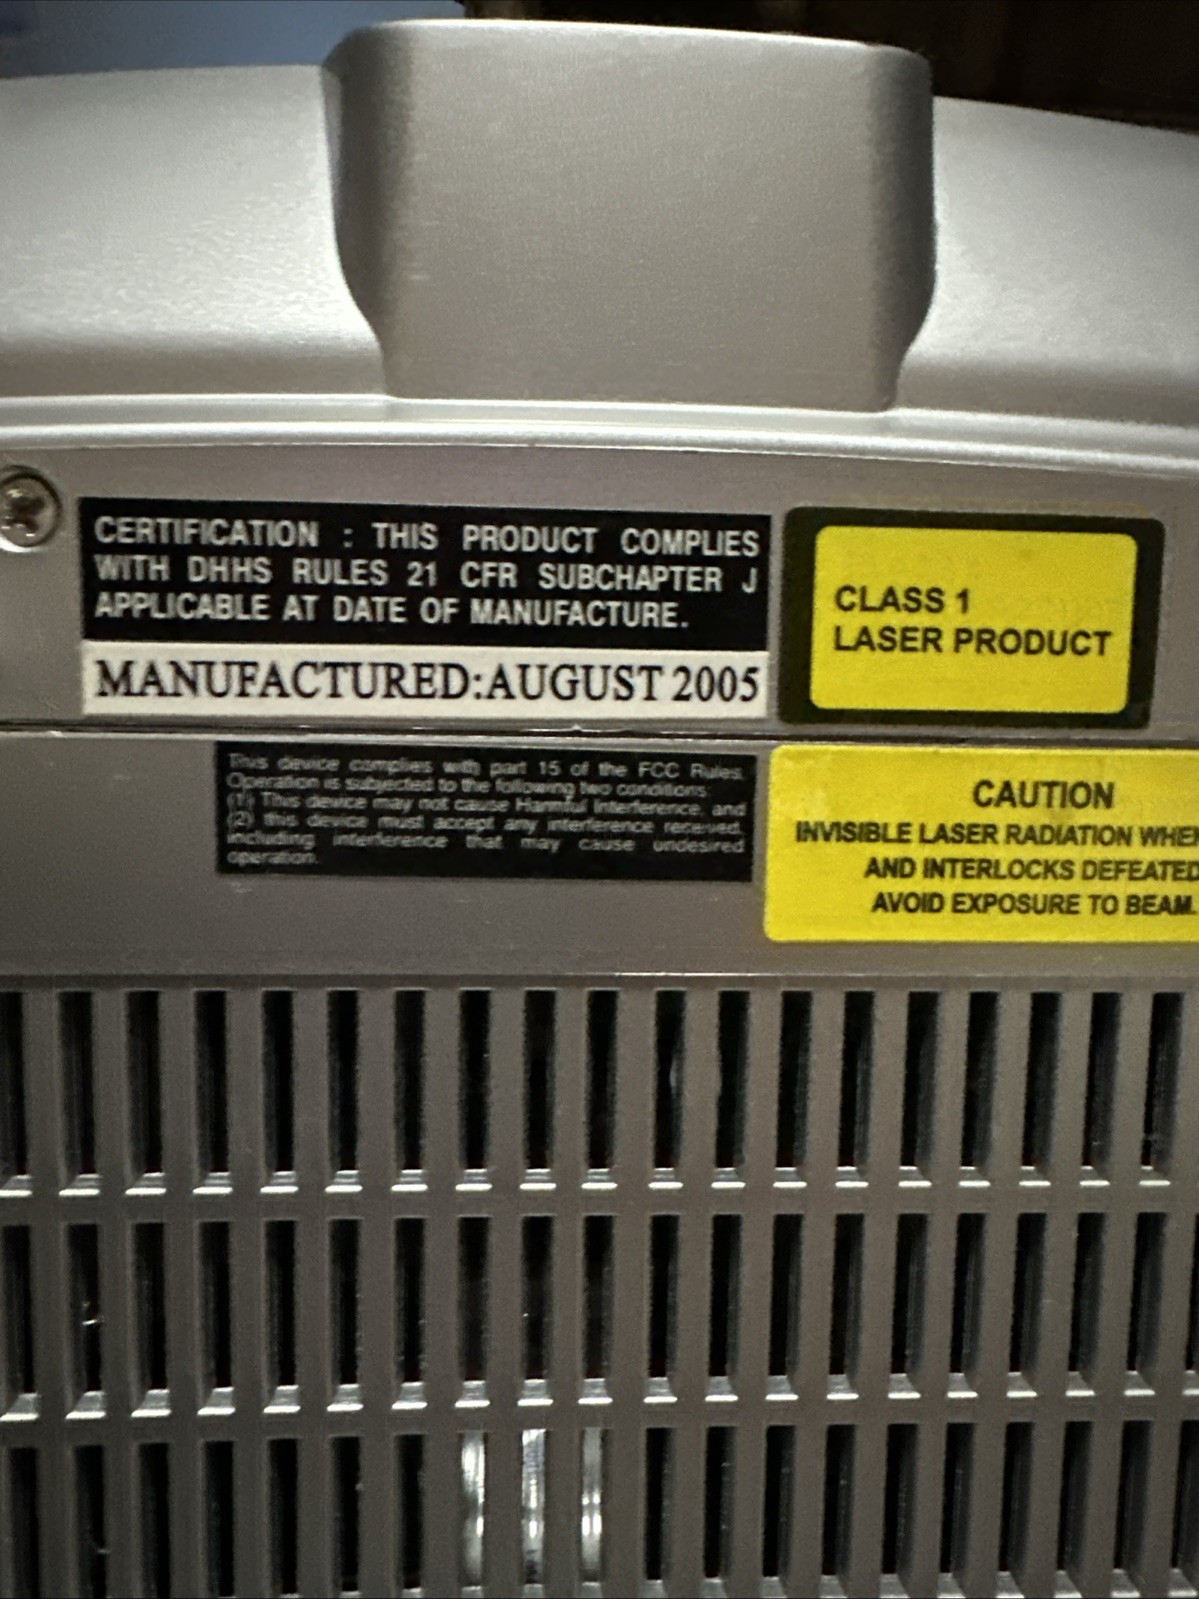 CERTIFICATION : THIS PRODUCT COMPLIES
WITH DHHS RULES 21 CFR SUBCHAPTER J
APPLICABLE AT DATE OF MANUFACTURE.
MANUFACTURED:AUGUST 2005
CLASS 1
LASER PRODUCT
This device complies with part 15 of the FCC Rules.
Operation is subjected to the following two conditions:
(1) This device may not cause Harmful Interference, and
(2) this device must accept any interference received,
including interference that may cause undesired
operation.
CAUTION
INVISIBLE LASER RADIATION WHE
AND INTERLOCKS DEFEATED
AVOID EXPOSURE TO BEAM.